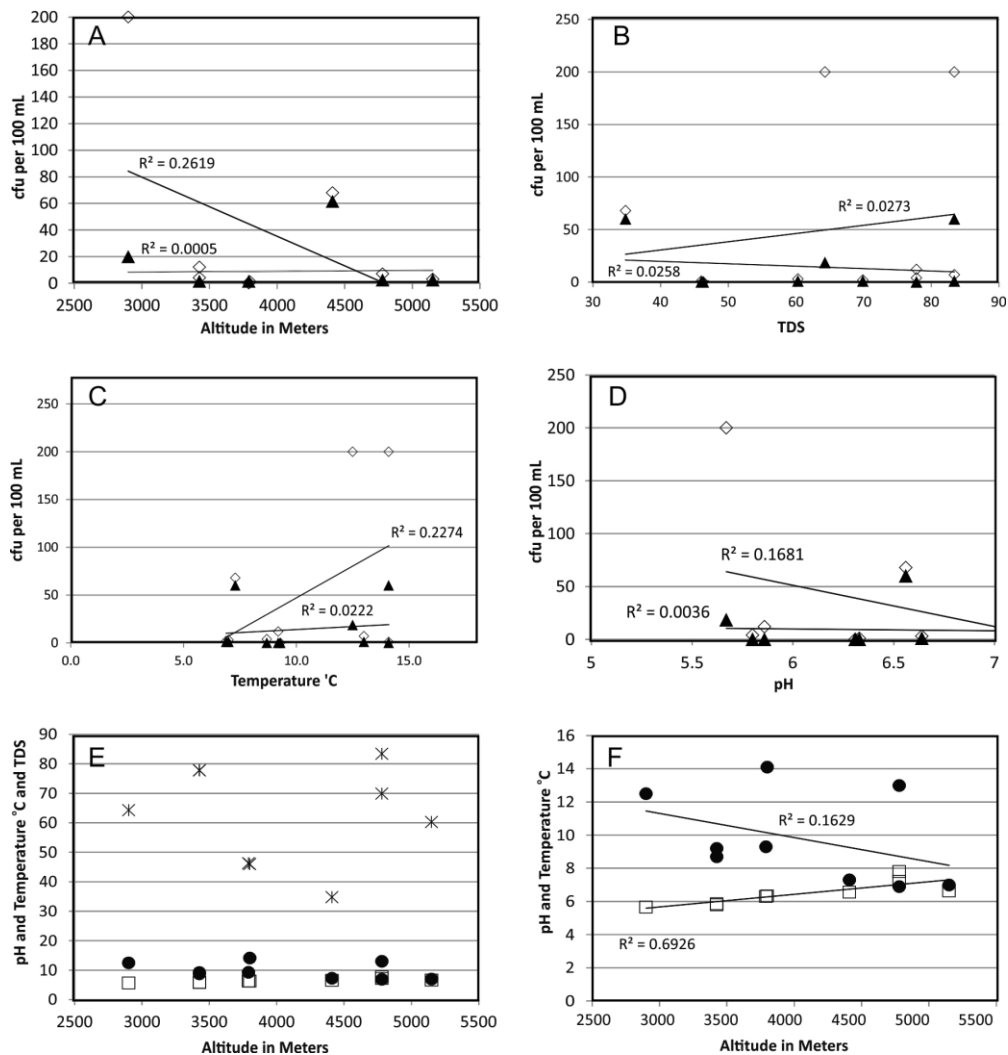 A
cfu per 100 mL
200
180
160
140
120
100
80
60
40
20
0
R² = 0.2619
R² = 0.0005
2500 3000 3500 4000 4500 5000 5500
Altitude in Meters
B
cfu per 100 mL
250
200
150
100
50
0
R² = 0.0273
R² = 0.0258
30 40 50 60 70 80 90
TDS
C
cfu per 100 mL
250
200
150
100
50
0
R² = 0.2274
R² = 0.0222
0.0 5.0 10.0 15.0
Temperature 'C
D
cfu per 100 mL
250
200
150
100
50
0
R² = 0.1681
R² = 0.0036
5 5.5 6 6.5 7
pH
E
pH and Temperature °C and TDS
90
80
70
60
50
40
30
20
10
0
2500 3000 3500 4000 4500 5000 5500
Altitude in Meters
F
pH and Temperature °C
16
14
12
10
8
6
4
2
0
R² = 0.1629
R² = 0.6926
2500 3000 3500 4000 4500 5000 5500
Altitude in Meters